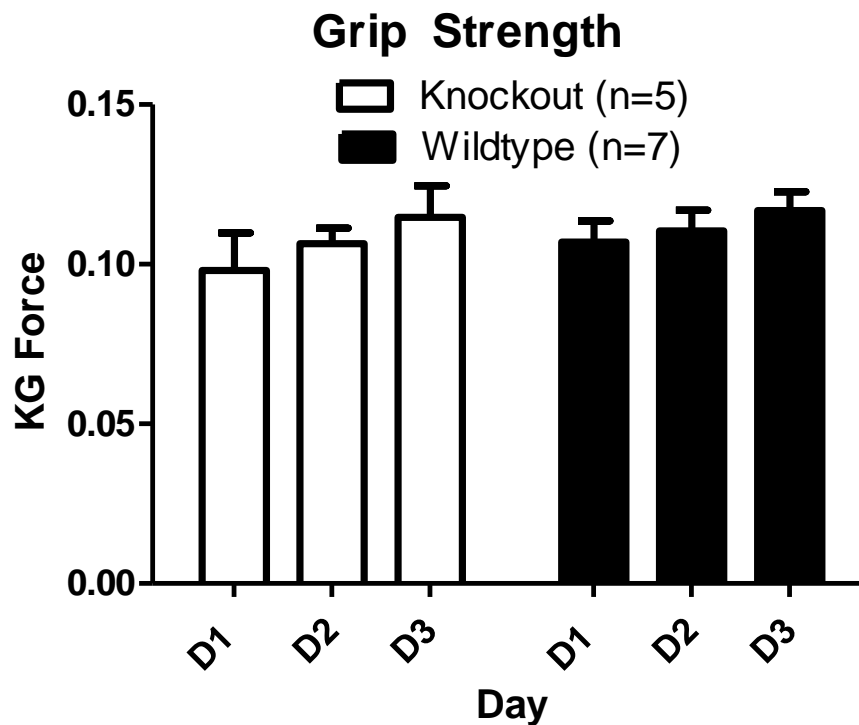 Grip Strength
Knockout (n=5)
Wildtype (n=7)
0.15
0.10
0.05
0.00
KG Force
D1 D2 D3 D1 D2 D3
Day